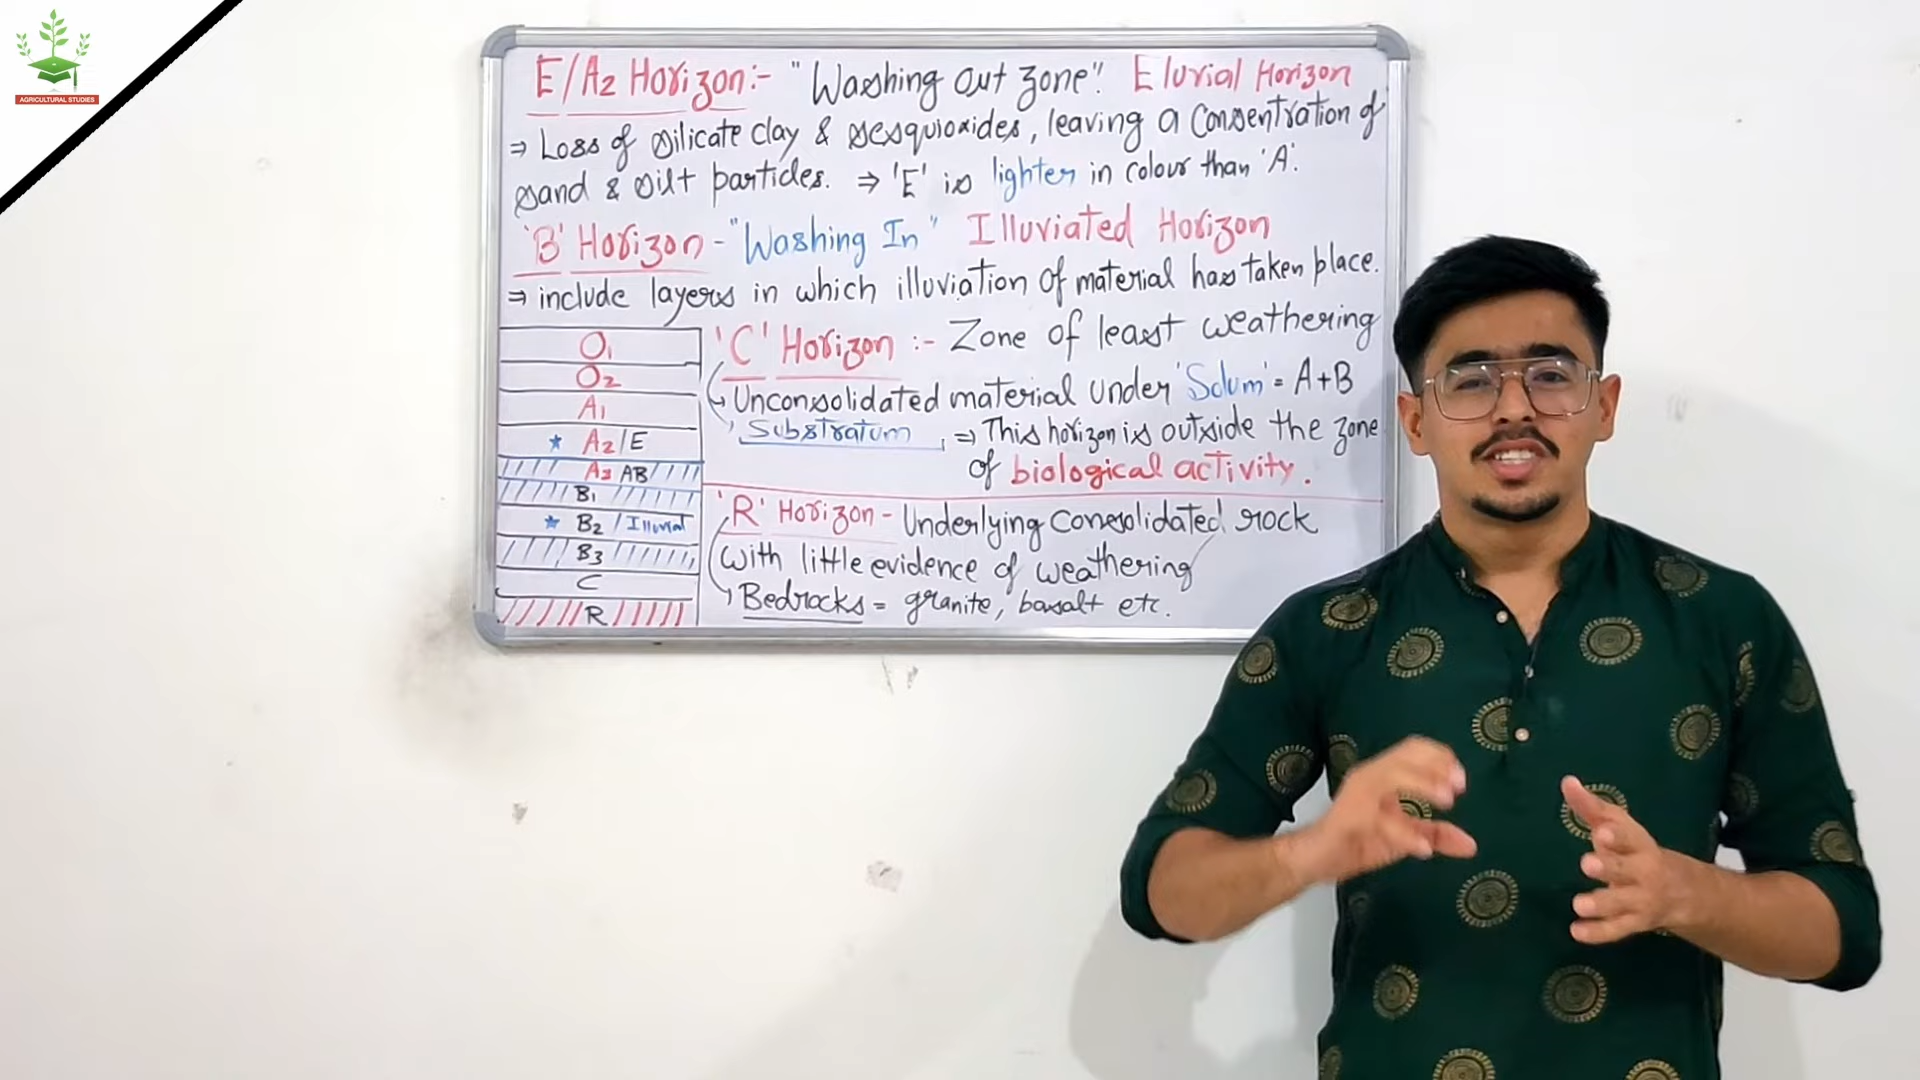 AGRICULTURAL STUDIES
E/A2 Horizon:- "Washing out zone". Eluvial Horizon
⇒ Loss of silicate clay & sesquioxides, leaving a Consentration of
sand & silt particles. ⇒ 'E' is lighter in colour than 'A'.
'B' Horizon - "Washing In" Illuviated Horizon
⇒ include layers in which illuviation of material has taken place.
O1
O2
A1
★ A2/E
A3 AB
B1
★ B2 / Illuvial
B3
C
R
'C' Horizon :- Zone of least weathering
↳ Unconsolidated material under 'Solum' = A+B
↳ Substratum, ⇒ This horizon is outside the zone
of biological activity.
'R' Horizon - Underlying Consolidated rock
with little evidence of weathering
↳ Bedrocks = granite, basalt etc.